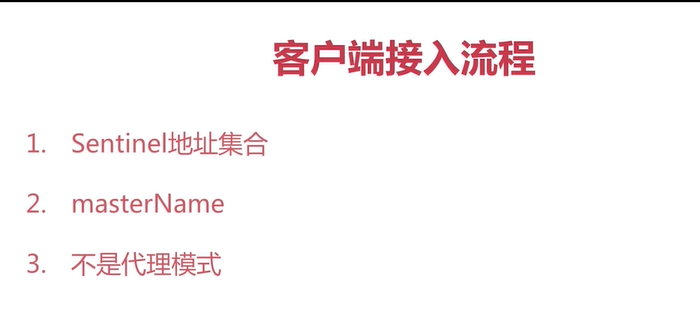 客户端接入流程
1. Sentinel地址集合
2. masterName
3. 不是代理模式